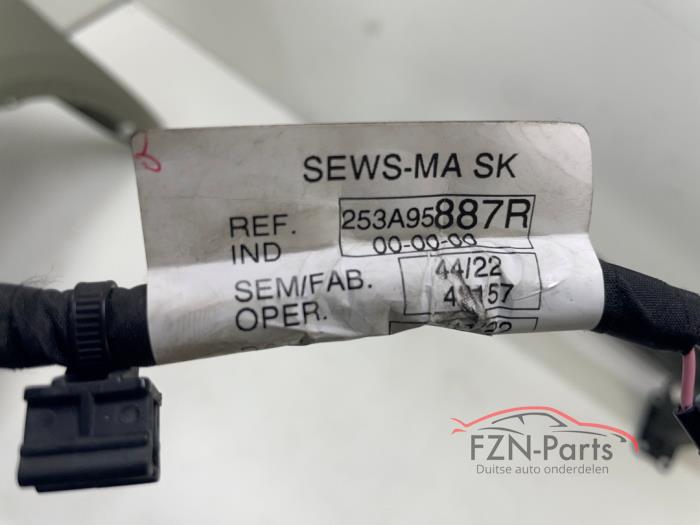 SEWS-MA SK
REF. 253A95887R
IND 00-00-00
SEM/FAB. 44/22
OPER.
FZN-Parts
Duitse auto onderdelen